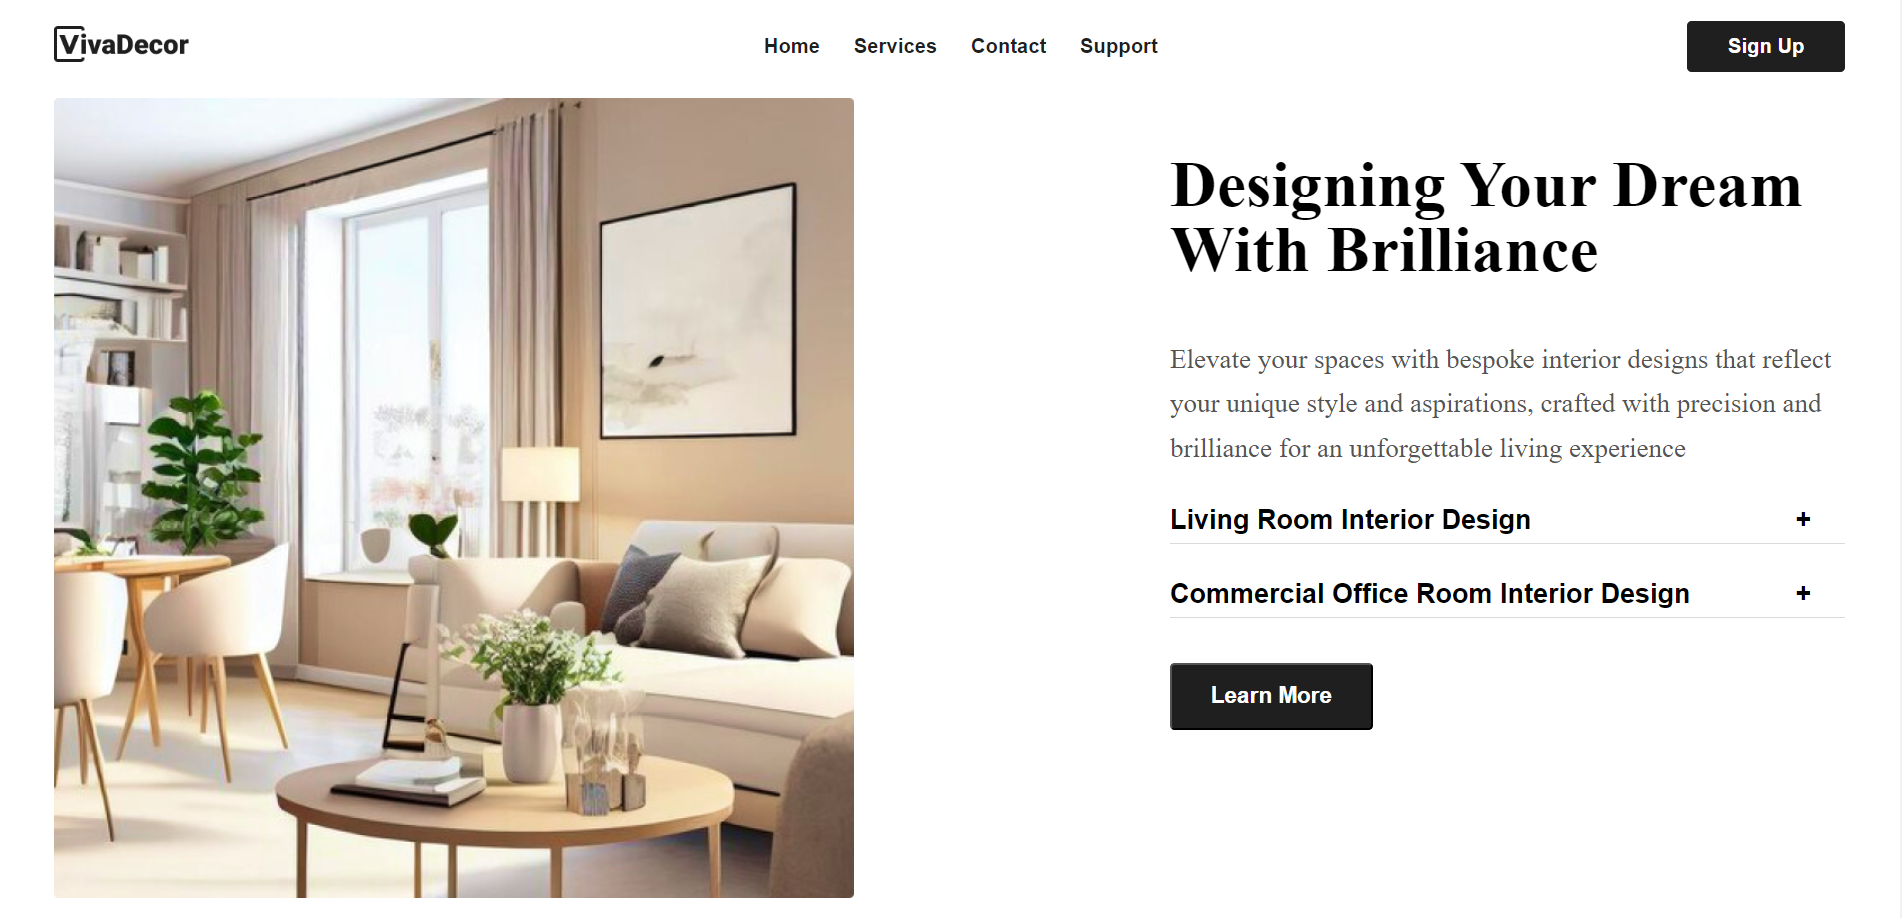 VivaDecor
Home Services Contact Support
Sign Up
Designing Your Dream
With Brilliance
Elevate your spaces with bespoke interior designs that reflect
your unique style and aspirations, crafted with precision and
brilliance for an unforgettable living experience
Living Room Interior Design +
Commercial Office Room Interior Design +
Learn More